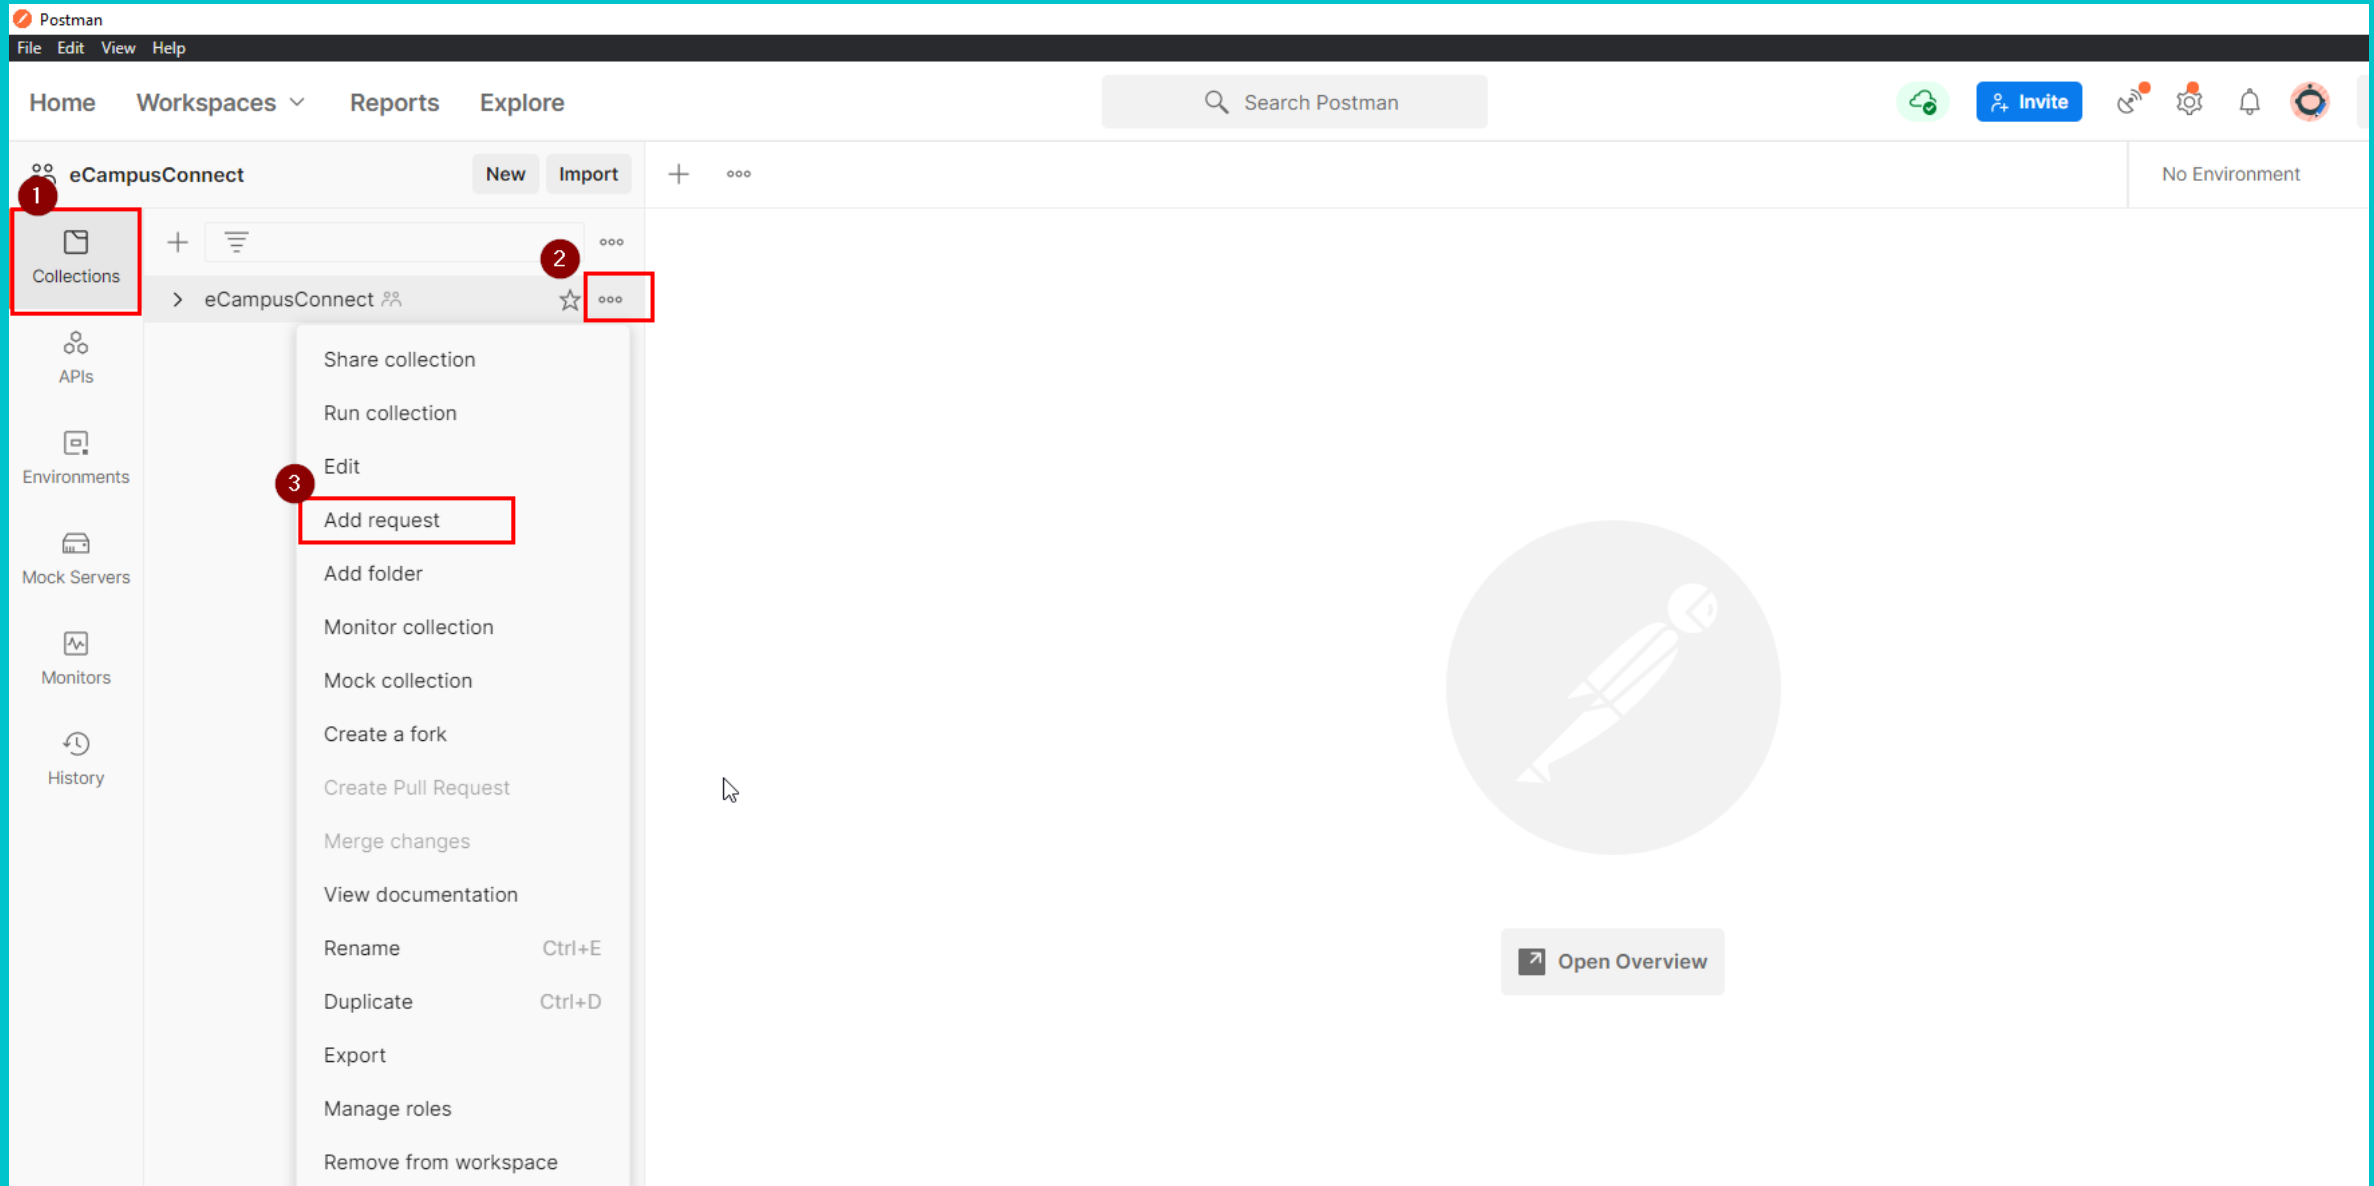 Postman
File Edit View Help
Home Workspaces Reports Explore Search Postman Invite
eCampusConnect New Import No Environment
1
Collections
2
eCampusConnect
Share collection
APIs
Run collection
Edit
Environments
3
Add request
Add folder
Mock Servers
Monitor collection
Monitors
Mock collection
Create a fork
History
Create Pull Request
Merge changes
View documentation
Rename Ctrl+E
Open Overview
Duplicate Ctrl+D
Export
Manage roles
Remove from workspace